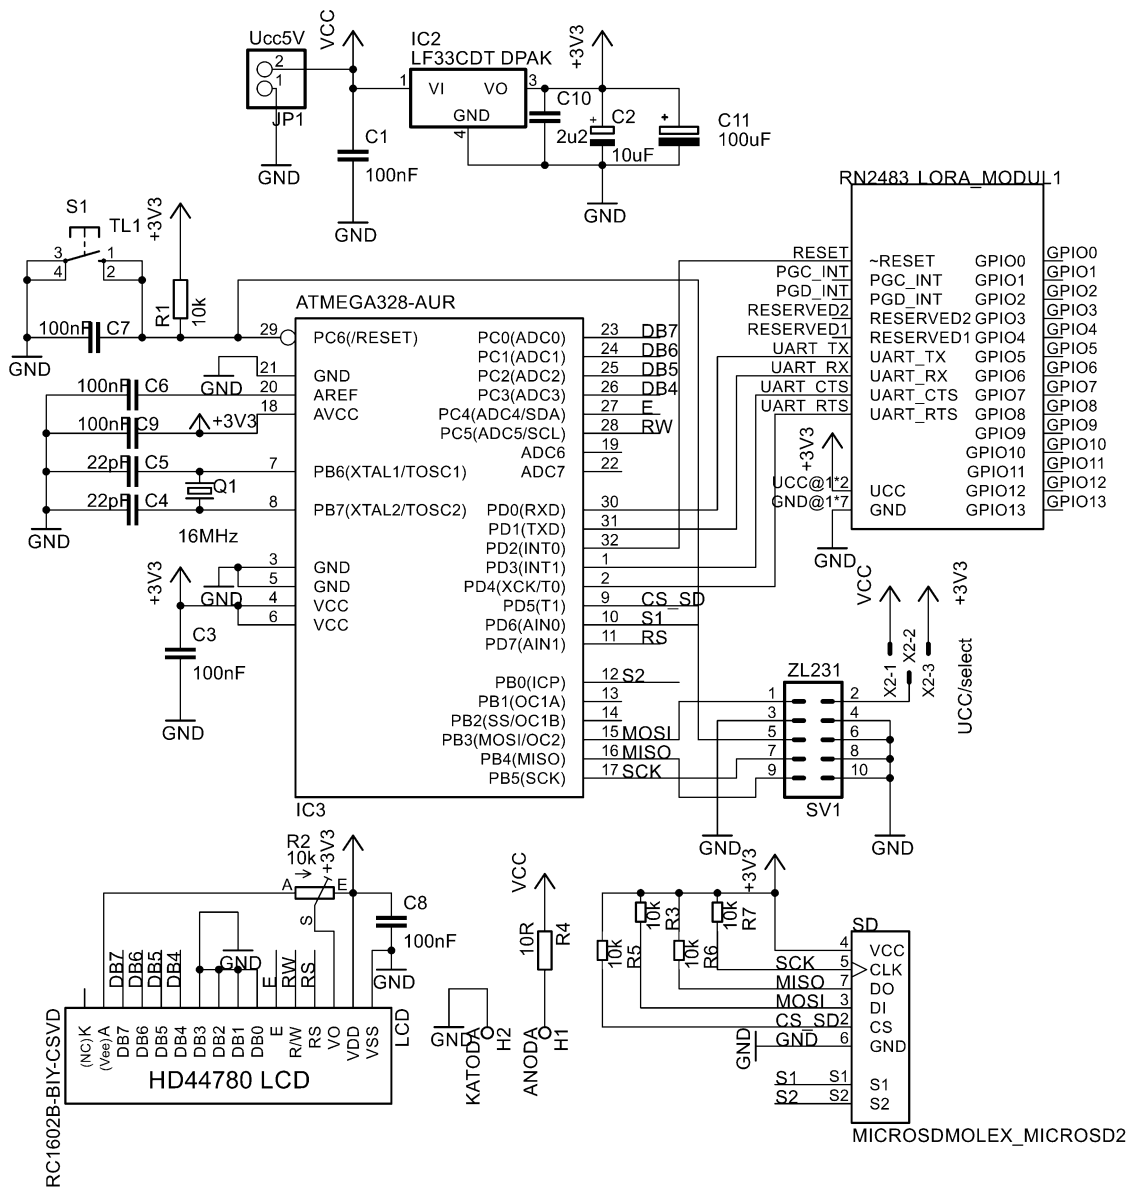 Ucc5V
2
1
JP1
GND
VCC
IC2
LF33CDT DPAK
1
VI
VO
3
GND
4
+3V3
C10
2u2
+
C2
10uF
+
C11
100uF
C1
100nF
GND
GND
S1
TL1
3
4
1
2
+3V3
R1
10k
100nF C7
GND
ATMEGA328-AUR
29 PC6(/RESET)
21 GND
20 AREF
18 AVCC
7 PB6(XTAL1/TOSC1)
8 PB7(XTAL2/TOSC2)
3 GND
5 GND
4 VCC
6 VCC
GND
100nF C6
100nF C9
+3V3
22pF C5
22pF C4
Q1
16MHz
GND
GND
+3V3
C3
100nF
GND
PC0(ADC0) 23 DB7
PC1(ADC1) 24 DB6
PC2(ADC2) 25 DB5
PC3(ADC3) 26 DB4
PC4(ADC4/SDA) 27 E
PC5(ADC5/SCL) 28 RW
ADC6 19
ADC7 22
PD0(RXD) 30
PD1(TXD) 31
PD2(INT0) 32
PD3(INT1) 1
PD4(XCK/T0) 2
PD5(T1) 9 CS_SD
PD6(AIN0) 10 S1
PD7(AIN1) 11 RS
PB0(ICP) 12 S2
PB1(OC1A) 13
PB2(SS/OC1B) 14
PB3(MOSI/OC2) 15 MOSI
PB4(MISO) 16 MISO
PB5(SCK) 17 SCK
IC3
RN2483_LORA_MODUL1
RESET ~RESET GPIO0 GPIO0
PGC_INT PGC_INT GPIO1 GPIO1
PGD_INT PGD_INT GPIO2 GPIO2
RESERVED2 RESERVED2 GPIO3 GPIO3
RESERVED1 RESERVED1 GPIO4 GPIO4
UART_TX UART_TX GPIO5 GPIO5
UART_RX UART_RX GPIO6 GPIO6
UART_CTS UART_CTS GPIO7 GPIO7
UART_RTS UART_RTS GPIO8 GPIO8
GPIO9 GPIO9
GPIO10 GPIO10
GPIO11 GPIO11
UCC@1*2 UCC GPIO12 GPIO12
GND@1*7 GND GPIO13 GPIO13
+3V3
GND
VCC
+3V3
X2-1
X2-2
X2-3
UCC/select
ZL231
1 2
3 4
5 6
7 8
9 10
SV1
GND
GND
R2
10k
+3V3
A
E
S
C8
100nF
GND
GND
DB7
DB6
DB5
DB4
E
RW
RS
(NC)K
(Vee)A
DB7
DB6
DB5
DB4
DB3
DB2
DB1
DB0
E
R/W
RS
VO
VDD
VSS
LCD
HD44780 LCD
RC1602B-BIY-CSVD
VCC
10R
R4
GND
KATODA
H2
ANODA
H1
+3V3
10k
R5
10k
R3
10k
R6
10k
R7
SD
4 VCC
SCK 5 CLK
MISO 7 DO
MOSI 3 DI
CS_SD 2 CS
GND GND 6 GND
S1 S1 S1
S2 S2 S2
MICROSDMOLEX_MICROSD2